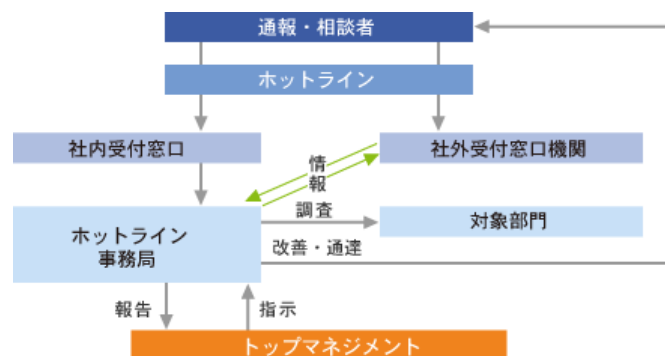 通報・相談者
ホットライン
社内受付窓口
社外受付窓口機関
情報
調査
対象部門
ホットライン
事務局
改善・通達
報告
指示
トップマネジメント